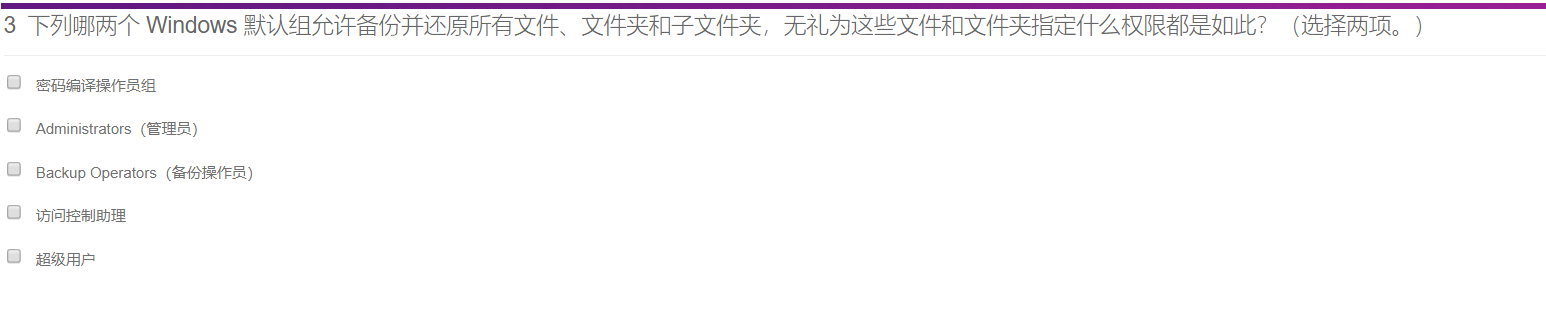 3 下列哪两个 Windows 默认组允许备份并还原所有文件、文件夹和子文件夹，无礼为这些文件和文件夹指定什么权限都是如此？（选择两项。）
密码编译操作员组
Administrators（管理员）
Backup Operators（备份操作员）
访问控制助理
超级用户